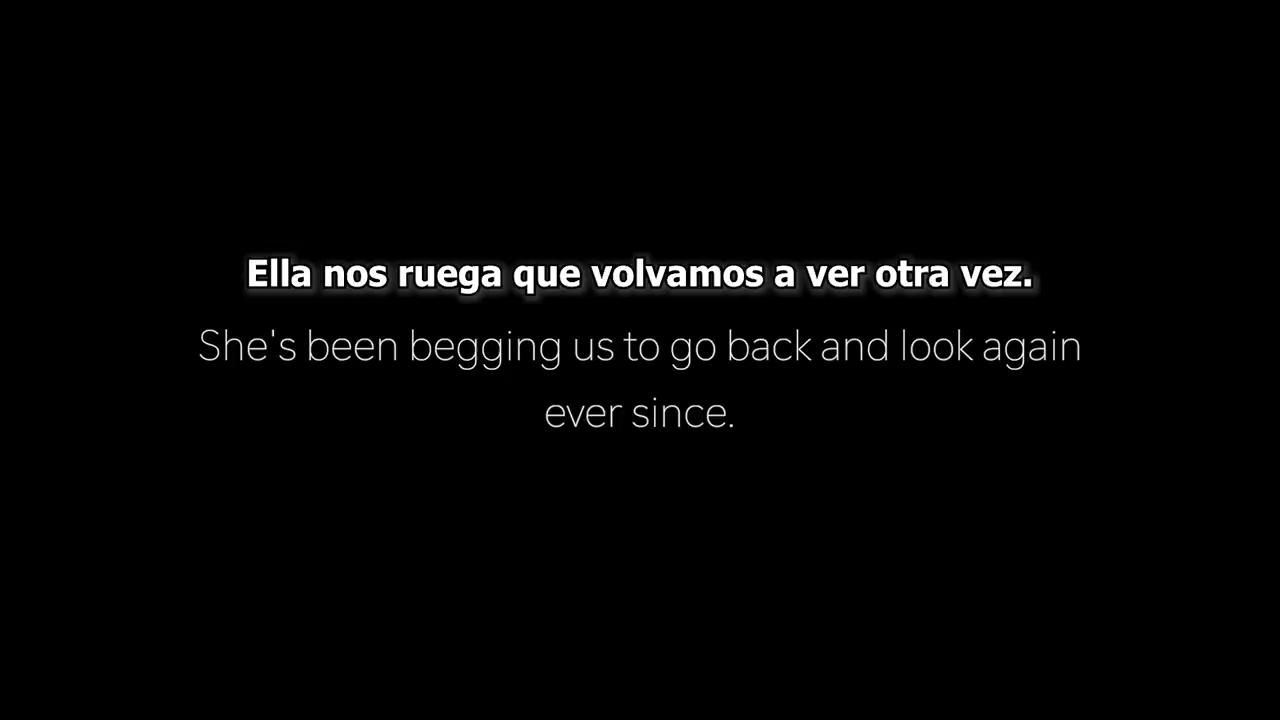 Ella nos ruega que volvamos a ver otra vez.
She's been begging us to go back and look again
ever since.